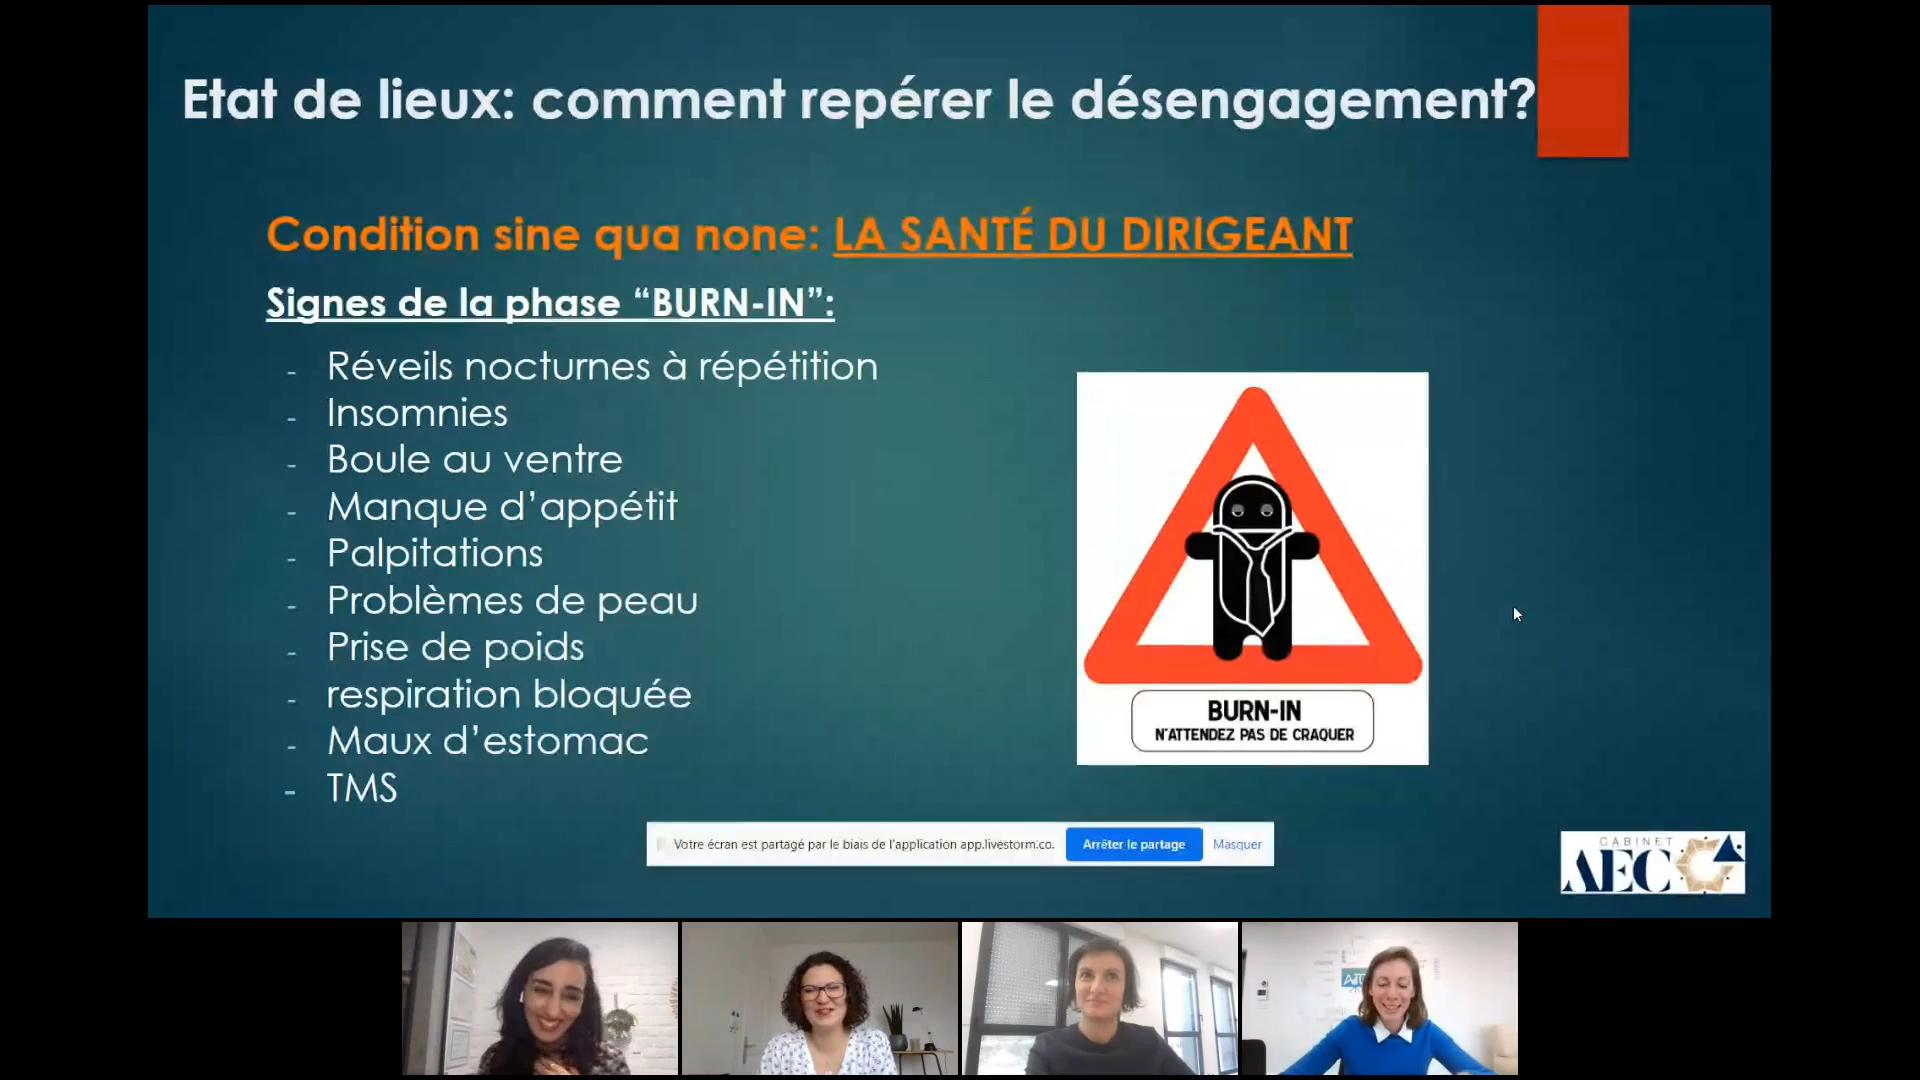 Etat de lieux: comment repérer le désengagement?
Condition sine qua none: LA SANTÉ DU DIRIGEANT
Signes de la phase “BURN-IN”:
- Réveils nocturnes à répétition
- Insomnies
- Boule au ventre
- Manque d’appétit
- Palpitations
- Problèmes de peau
- Prise de poids
- respiration bloquée
- Maux d’estomac
- TMS
BURN-IN
N'ATTENDEZ PAS DE CRAQUER
Votre écran est partagé par le biais de l'application app.livestorm.co.
Arrêter le partage
Masquer
CABINET
AEC